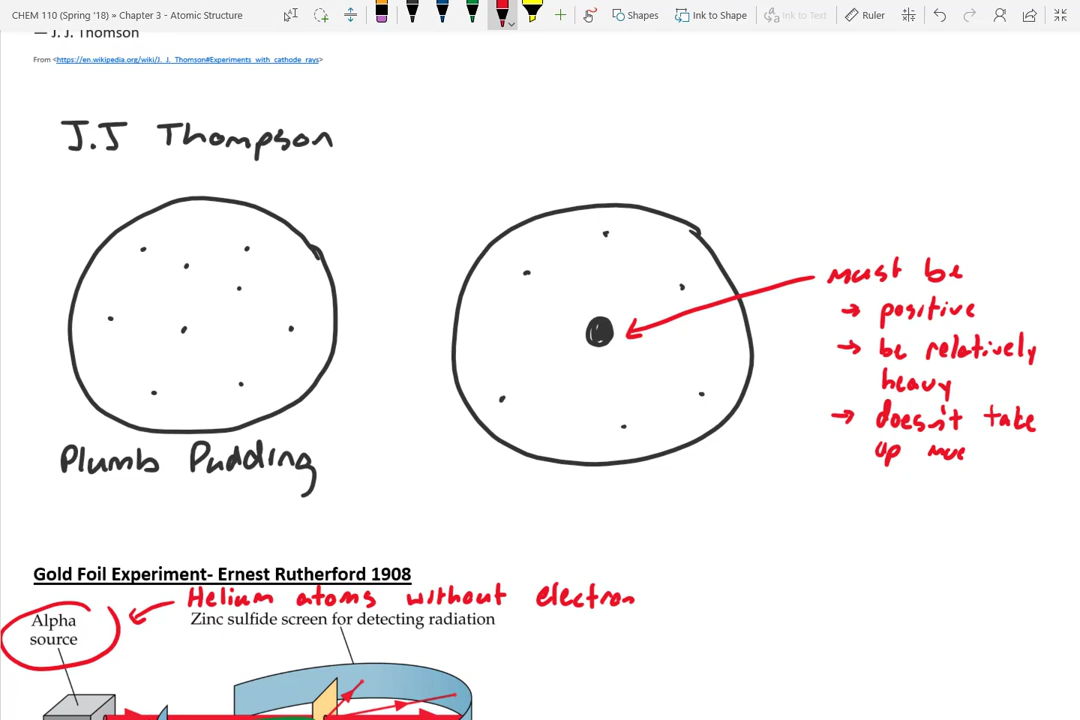 CHEM 110 (Spring '18) » Chapter 3 - Atomic Structure
Shapes
Ink to Shape
Ink to Text
Ruler
— J. J. Thomson
From <https://en.wikipedia.org/wiki/J._J._Thomson#Experiments_with_cathode_rays>
J.J Thompson
must be
→ positive
→ be relatively
heavy
→ doesn't take
up muc
Plumb Pudding
Gold Foil Experiment- Ernest Rutherford 1908
Helium atoms without electron
Alpha
source
Zinc sulfide screen for detecting radiation